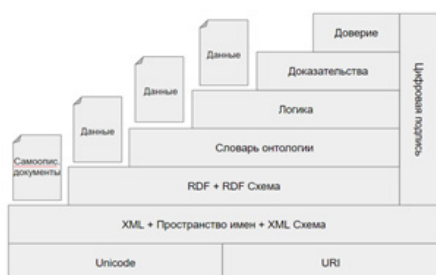 Доверие
Данные
Доказательства
Данные
Логика
Данные
Словарь онтологии
Самоопис.
документы
RDF + RDF Схема
Цифровая подпись
XML + Пространство имен + XML Схема
Unicode
URI